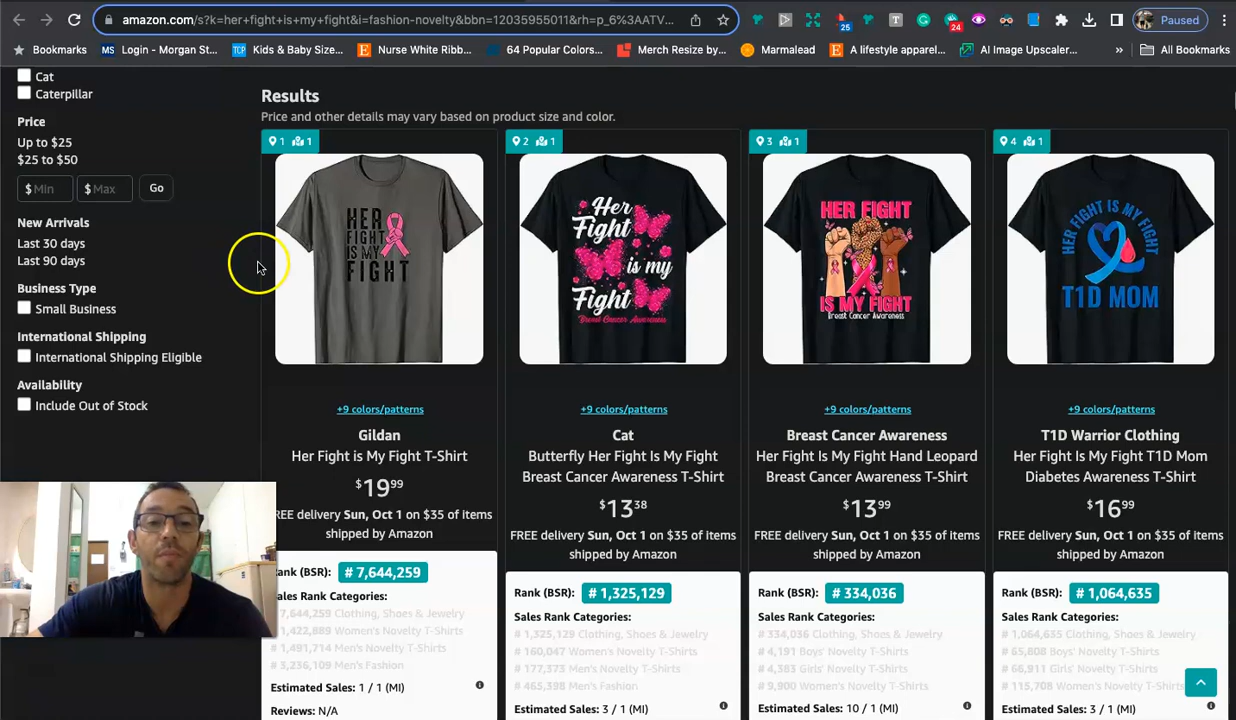 amazon.com/s?k=her+fight+is+my+fight&i=fashion-novelty&bbn=12035955011&rh=p_6%3AATV...
25
T
24
Paused
Bookmarks
MS Login - Morgan St...
TCP Kids & Baby Size...
E Nurse White Ribb...
64 Popular Colors...
Merch Resize by...
Marmalead
E A lifestyle apparel...
AI Image Upscaler...
»
All Bookmarks
Cat
Caterpillar
Price
Up to $25
$25 to $50
$ Min $ Max Go
New Arrivals
Last 30 days
Last 90 days
Business Type
Small Business
International Shipping
International Shipping Eligible
Availability
Include Out of Stock
Results
Price and other details may vary based on product size and color.
1 1
HER
FIGHT
IS MY
FIGHT
+9 colors/patterns
Gildan
Her Fight is My Fight T-Shirt
$19⁹⁹
FREE delivery Sun, Oct 1 on $35 of items
shipped by Amazon
Rank (BSR): # 7,644,259
Sales Rank Categories:
# 7,644,259 Clothing, Shoes & Jewelry
# 1,422,889 Women's Novelty T-Shirts
# 1,491,714 Men's Novelty T-Shirts
# 3,236,109 Men's Fashion
Estimated Sales: 1 / 1 (MI)
Reviews: N/A
2 1
Her
Fight
is my
Fight
Breast Cancer Awareness
+9 colors/patterns
Cat
Butterfly Her Fight Is My Fight
Breast Cancer Awareness T-Shirt
$13³⁸
FREE delivery Sun, Oct 1 on $35 of items
shipped by Amazon
Rank (BSR): # 1,325,129
Sales Rank Categories:
# 1,325,129 Clothing, Shoes & Jewelry
# 160,047 Women's Novelty T-Shirts
# 177,373 Men's Novelty T-Shirts
# 465,398 Men's Fashion
Estimated Sales: 3 / 1 (MI)
3 1
HER FIGHT
IS MY FIGHT
Breast Cancer Awareness
+9 colors/patterns
Breast Cancer Awareness
Her Fight Is My Fight Hand Leopard
Breast Cancer Awareness T-Shirt
$13⁹⁹
FREE delivery Sun, Oct 1 on $35 of items
shipped by Amazon
Rank (BSR): # 334,036
Sales Rank Categories:
# 334,036 Clothing, Shoes & Jewelry
# 4,191 Boys' Novelty T-Shirts
# 4,383 Girls' Novelty T-Shirts
# 9,900 Women's Novelty T-Shirts
Estimated Sales: 10 / 1 (MI)
4 1
HER FIGHT IS MY FIGHT
T1D MOM
+9 colors/patterns
T1D Warrior Clothing
Her Fight Is My Fight T1D Mom
Diabetes Awareness T-Shirt
$16⁹⁹
FREE delivery Sun, Oct 1 on $35 of items
shipped by Amazon
Rank (BSR): # 1,064,635
Sales Rank Categories:
# 1,064,635 Clothing, Shoes & Jewelry
# 65,808 Boys' Novelty T-Shirts
# 66,911 Girls' Novelty T-Shirts
# 115,708 Women's Novelty T-Shirts
Estimated Sales: 3 / 1 (MI)